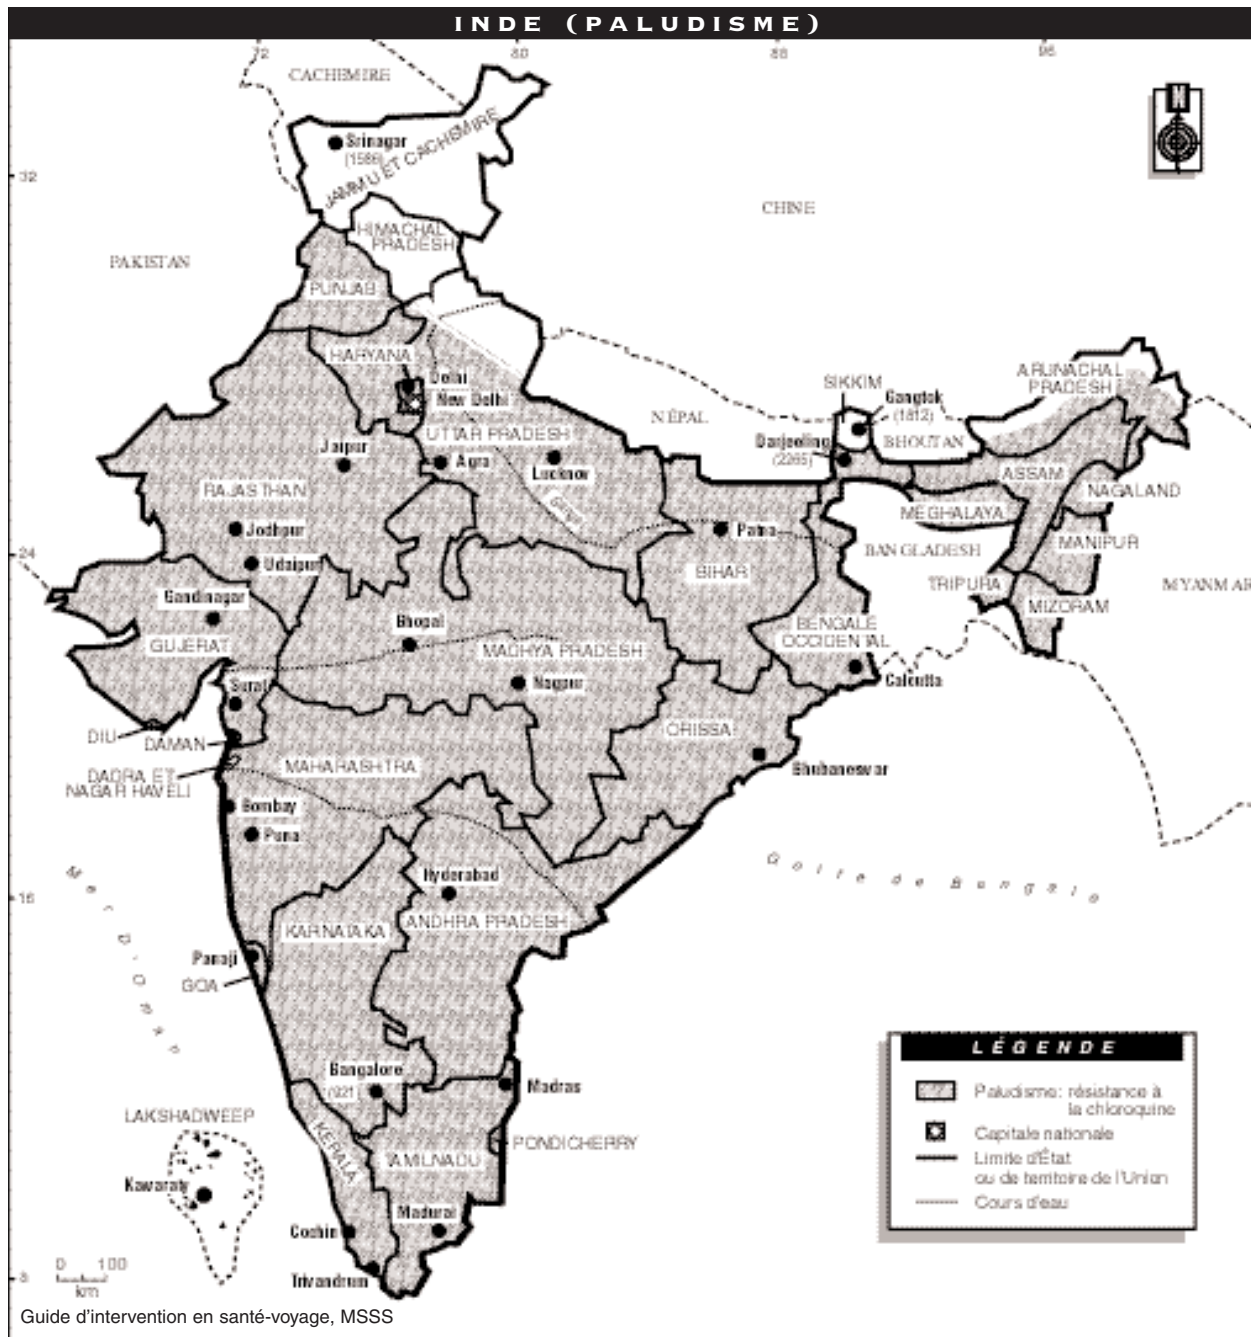 INDE (PALUDISME)
72
80
88
96
CACHEMIRE
Srinagar
(1586)
JAMMU ET CACHEMIRE
32
CHINE
HIMACHAL
PRADESH
PAKISTAN
PUNJAB
HARYANA
Delhi
New Delhi
ARUNACHAL
PRADESH
SIKKIM
Gangtok
(1812)
NÉPAL
BHOUTAN
UTTAR PRADESH
Darjeeling
(2265)
Jaipur
Agra
Lucknow
ASSAM
RAJASTHAN
NAGALAND
MEGHALAYA
Jodhpur
Patna
MANIPUR
24
BANGLADESH
Udaipur
BIHAR
TRIPURA
MYANMAR
Gandinagar
MIZORAM
Bhopal
BENGALE
OCCIDENTAL
GUJERAT
MADHYA PRADESH
Calcutta
Surat
Nagpur
ORISSA
DIU
DAMAN
MAHARASHTRA
Bhubaneswar
DADRA ET
NAGAR HAVELI
Bombay
Puna
Golfe de Bengale
Mer D'Oman
Hyderabad
16
ANDHRA PRADESH
KARNATAKA
Panaji
GOA
LÉGENDE
Bangalore
(921)
Madras
Paludisme: résistance à
la chloroquine
LAKSHADWEEP
Capitale nationale
PONDICHERRY
KERALA
TAMILNADU
Limite d'État
ou de territoire de l'Union
Kawaraty
Cours d'eau
Madurai
Cochin
0 100
km
8
Trivandrum
Guide d'intervention en santé-voyage, MSSS